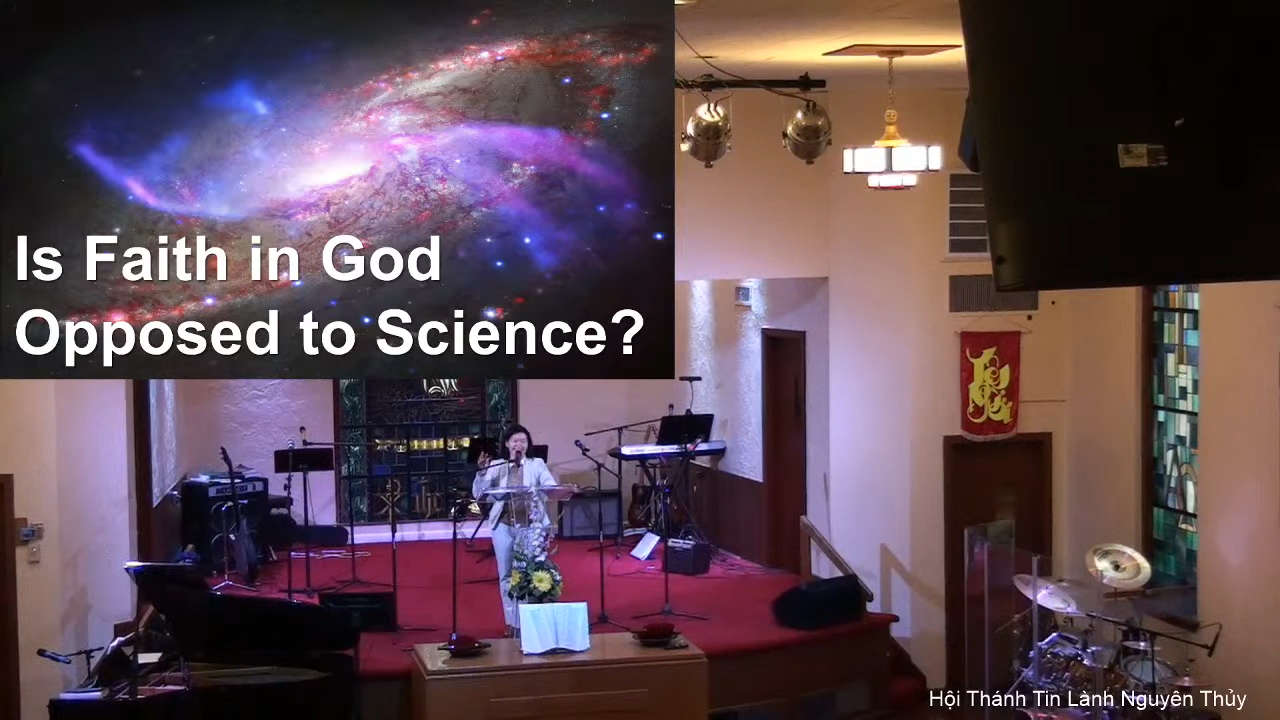 Is Faith in God
Opposed to Science?
Hội Thánh Tin Lành Nguyên Thủy